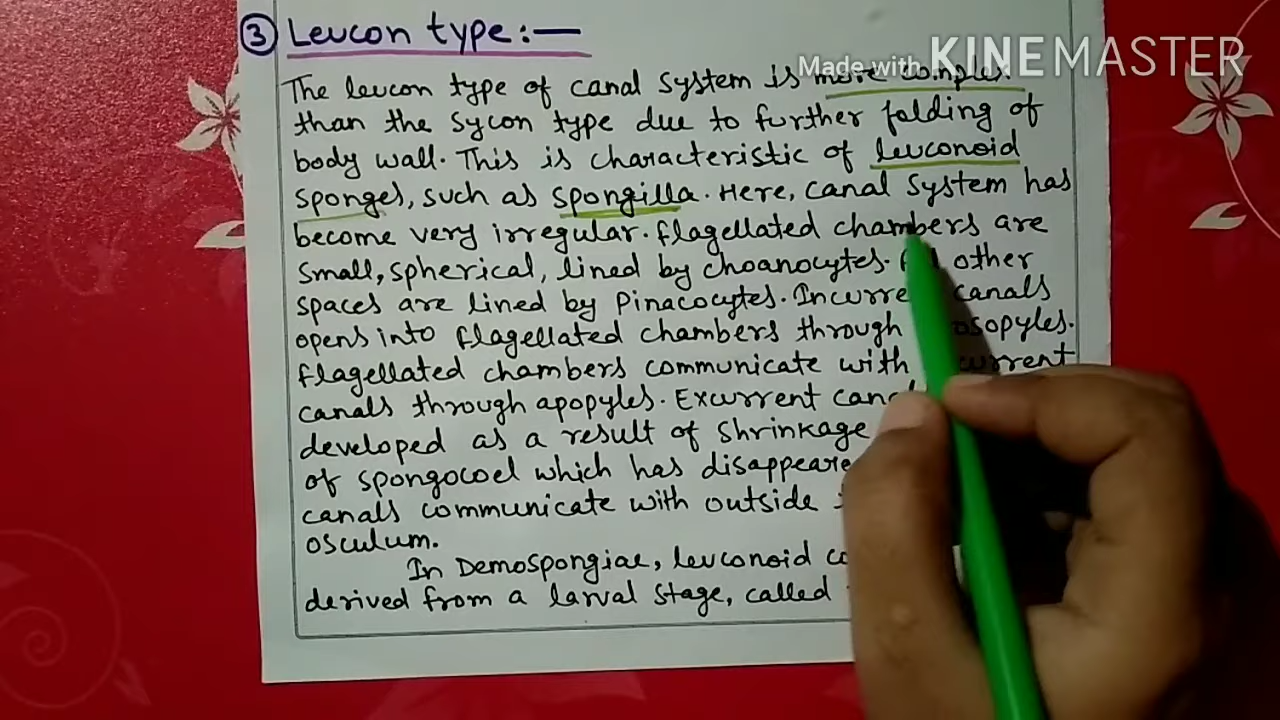 Made with KINEMASTER
③ Leucon type:—
The leucon type of canal system is more complex
than the sycon type due to further folding of
body wall. This is characteristic of leuconoid
sponges, such as spongilla. Here, canal system has
become very irregular. flagellated chambers are
small, spherical, lined by choanocytes. other
spaces are lined by pinacocytes. canals
opens into flagellated chambers through
flagellated chambers communicate with
canals through apopyles. Excurrent
developed as a result of shrinkage
of spongocoel which has
canals communicate with outside
osculum.
In Demospongiae, leuconoid
derived from a larval stage, called